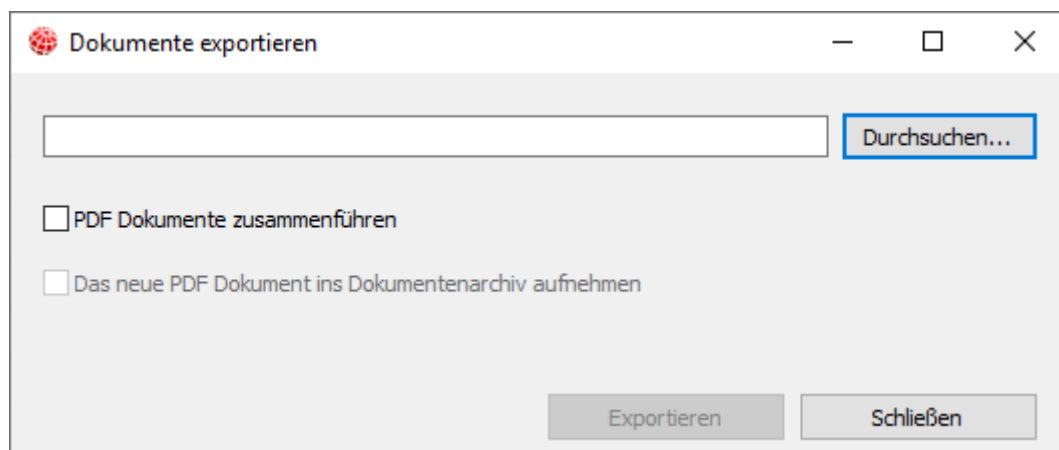 Dokumente exportieren
Durchsuchen...
PDF Dokumente zusammenführen
Das neue PDF Dokument ins Dokumentenarchiv aufnehmen
Exportieren Schließen